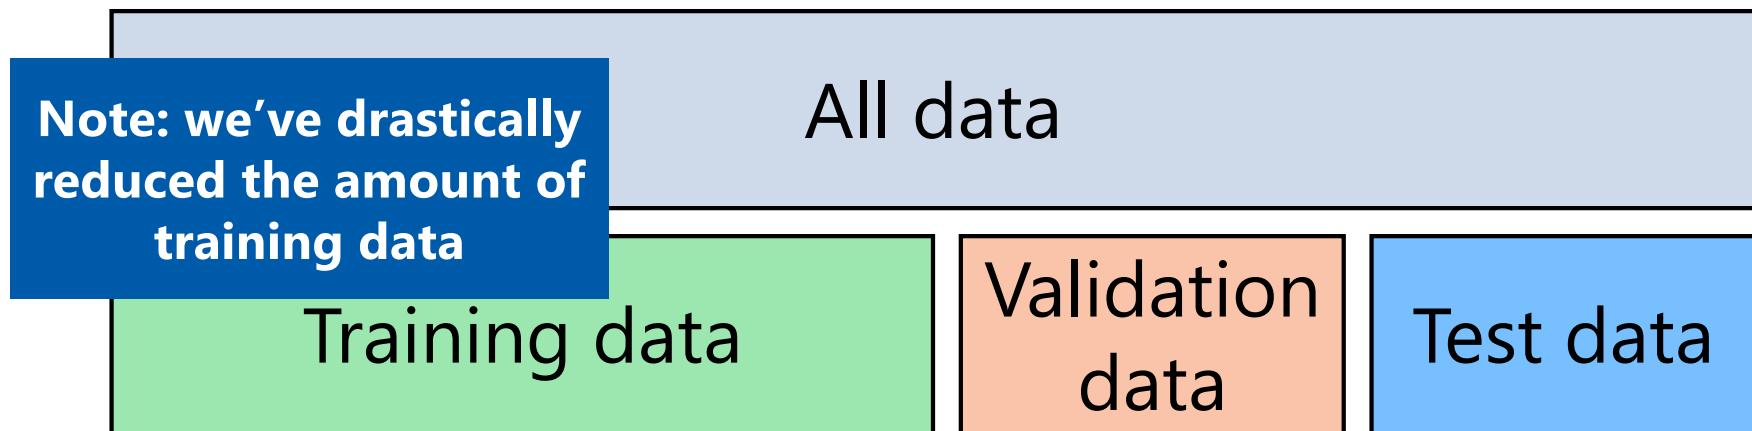 All data
Note: we’ve drastically
reduced the amount of
training data
Training data
Validation
data
Test data